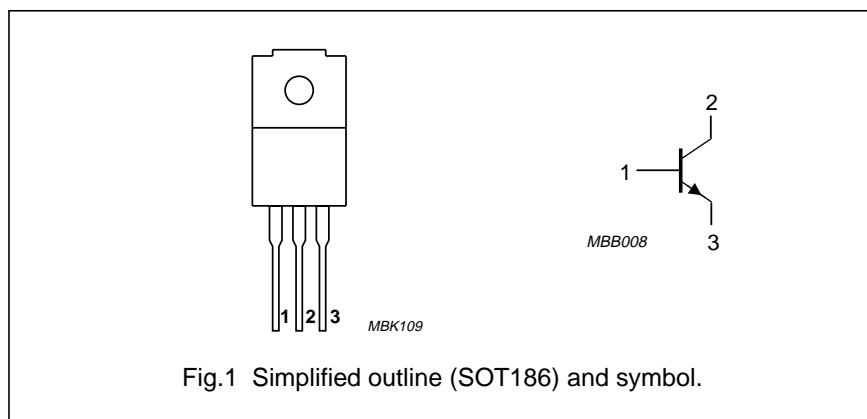 1 2 3
MBK109
2
1
MBB008
3
Fig.1 Simplified outline (SOT186) and symbol.